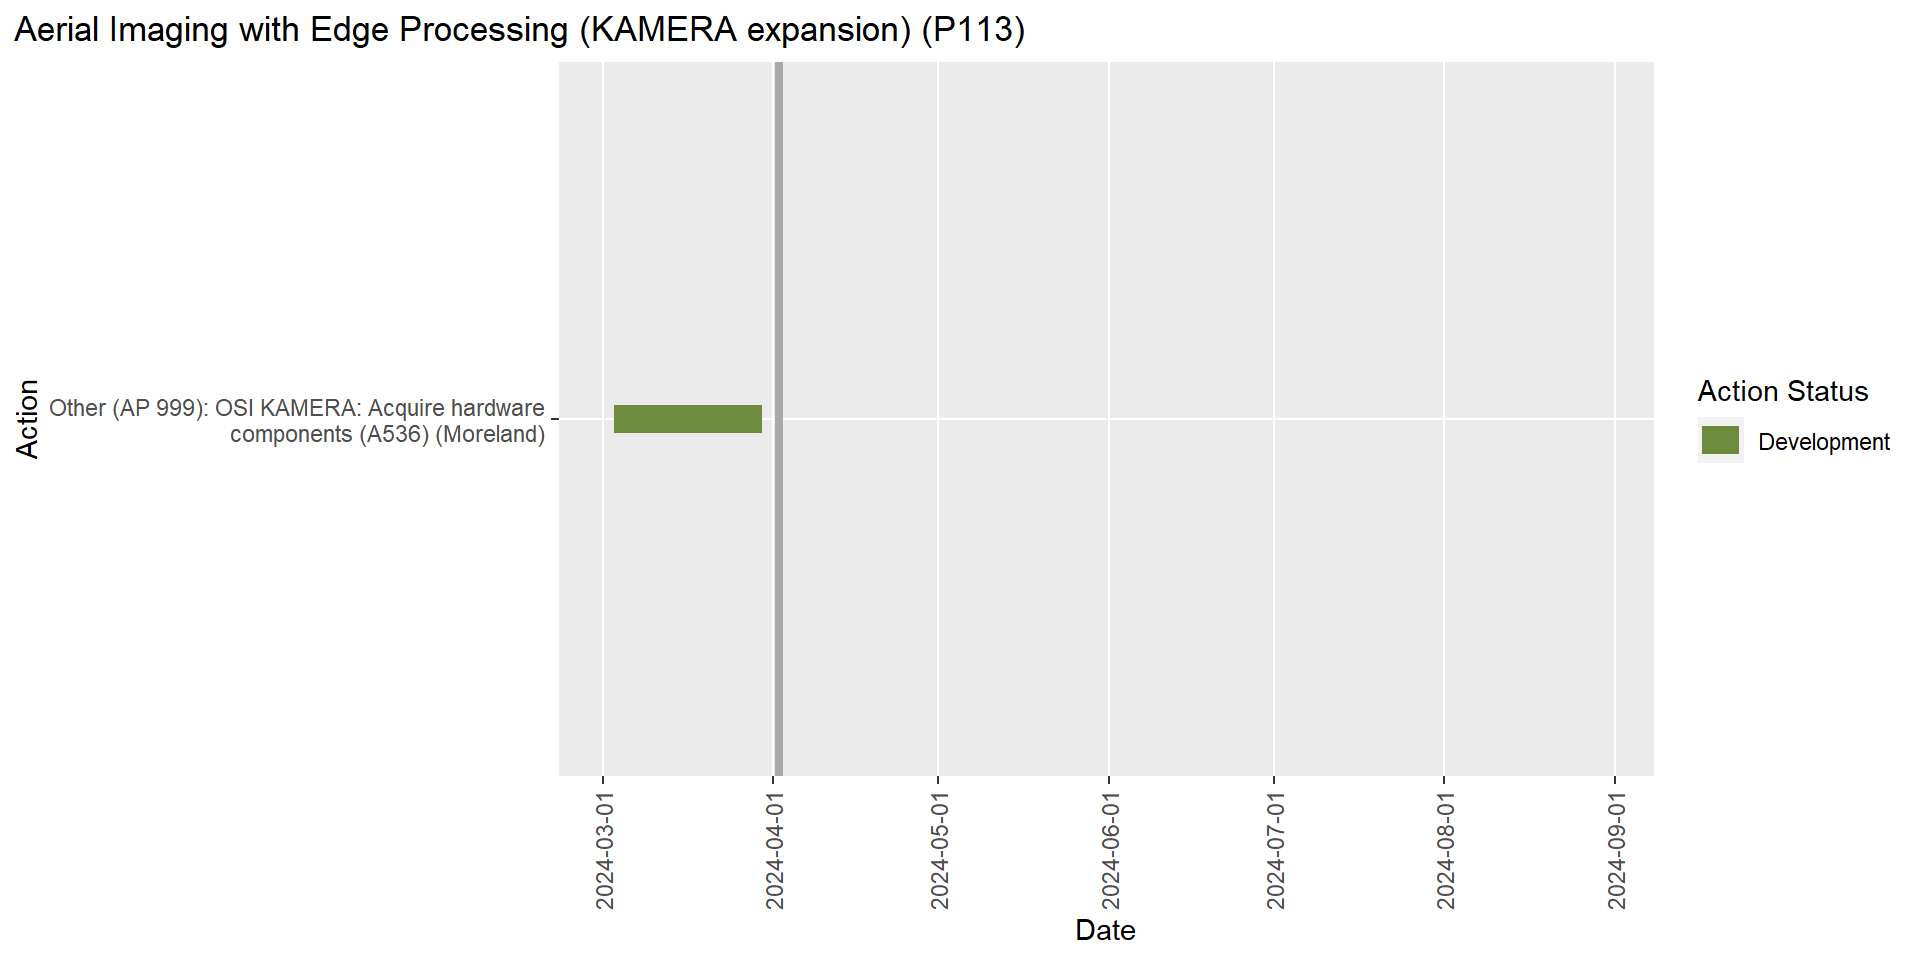 Aerial Imaging with Edge Processing (KAMERA expansion) (P113)
Action
Other (AP 999): OSI KAMERA: Acquire hardware
components (A536) (Moreland)
Action Status
Development
2024-03-01
2024-04-01
2024-05-01
2024-06-01
2024-07-01
2024-08-01
2024-09-01
Date